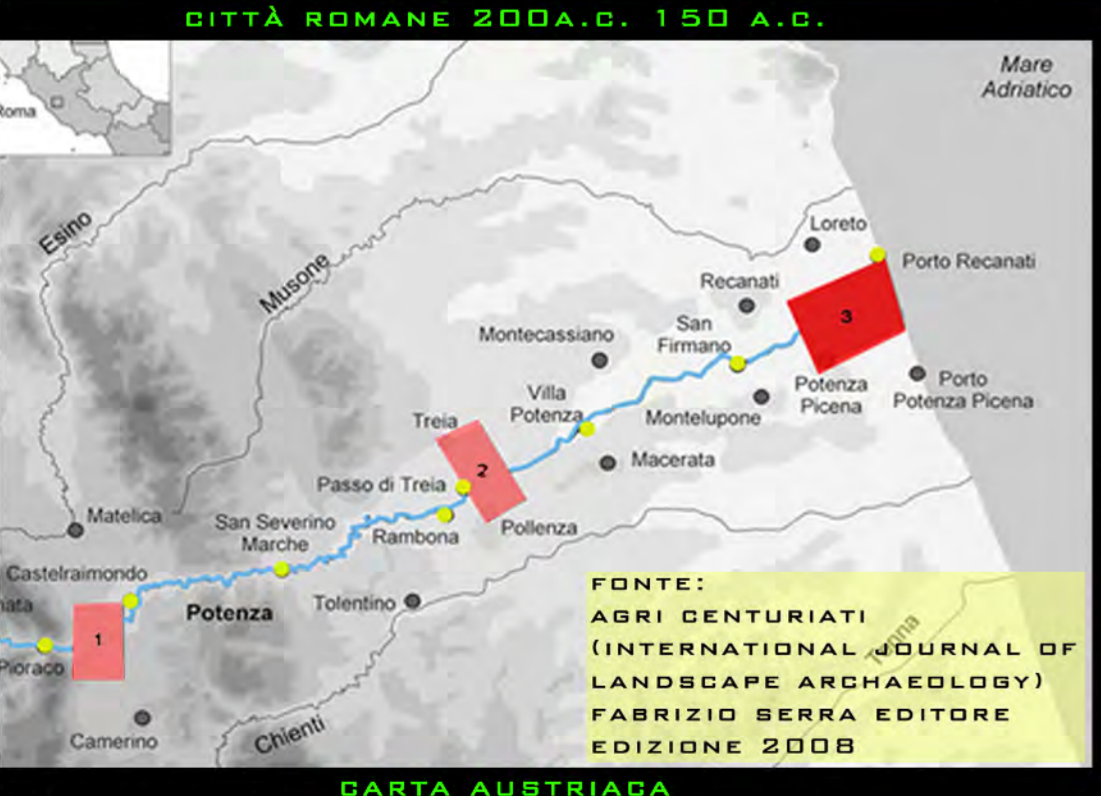 CITTÀ ROMANE 200A.C. 150 A.C.
Roma
Mare
Adriatico
Esino
Musone
Loreto
Porto Recanati
Recanati
3
San
Firmano
Montecassiano
Villa
Potenza
Potenza
Picena
Porto
Potenza Picena
Montelupone
Treia
2
Macerata
Passo di Treia
Matelica
San Severino
Marche
Rambona
Pollenza
Castelraimondo
Potenza
Tolentino
1
Pioraco
Camerino
Chienti
FONTE:
AGRI CENTURIATI
(INTERNATIONAL JOURNAL OF
LANDSCAPE ARCHAEOLOGY)
FABRIZIO SERRA EDITORE
EDIZIONE 2008
CARTA AUSTRIACA